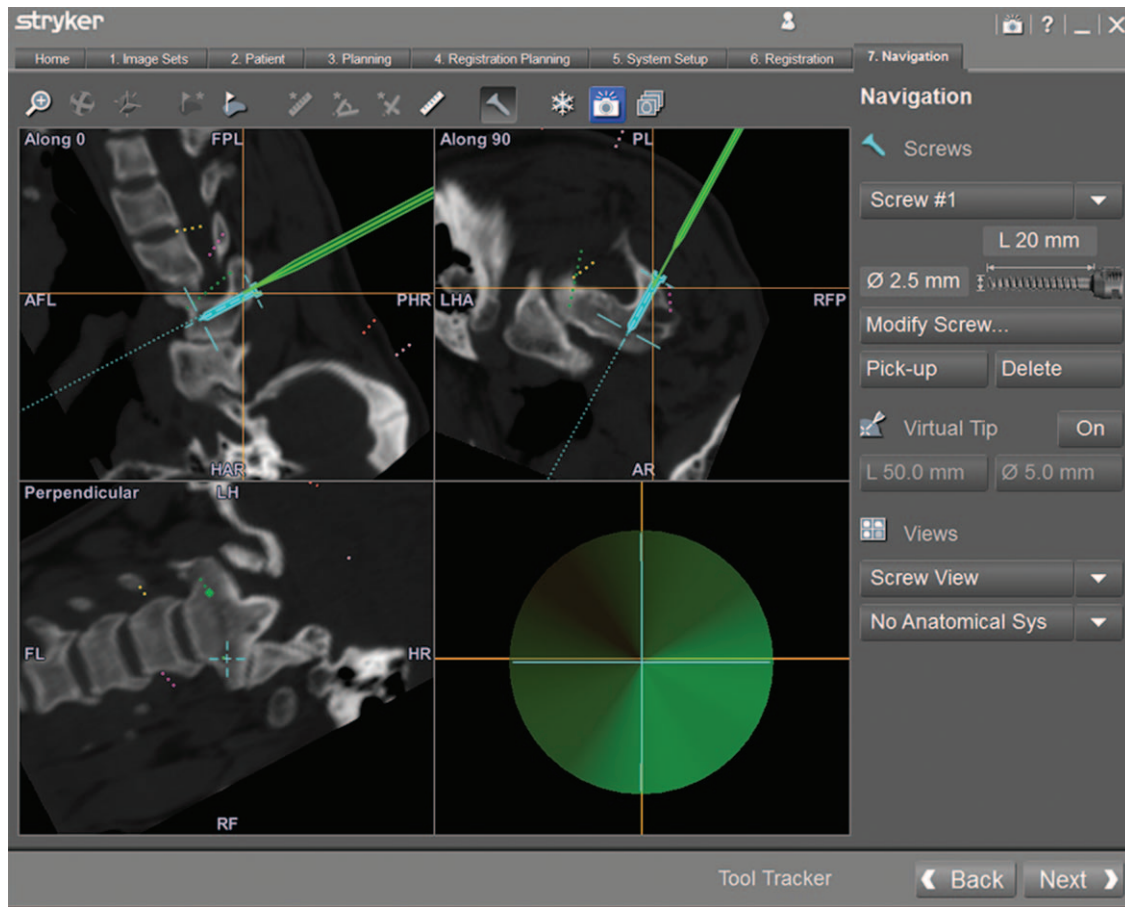 stryker
?
Home 1. Image Sets 2. Patient 3. Planning 4. Registration Planning 5. System Setup 6. Registration 7. Navigation
Navigation
Along 0
FPL
AFL
PHR
HAR
Along 90
PL
LHA
RFP
AR
Perpendicular
LH
FL
HR
RF
Screws
Screw #1
L 20 mm
Ø 2.5 mm
Modify Screw...
Pick-up Delete
Virtual Tip On
L 50.0 mm Ø 5.0 mm
Views
Screw View
No Anatomical Sys
Tool Tracker Back Next